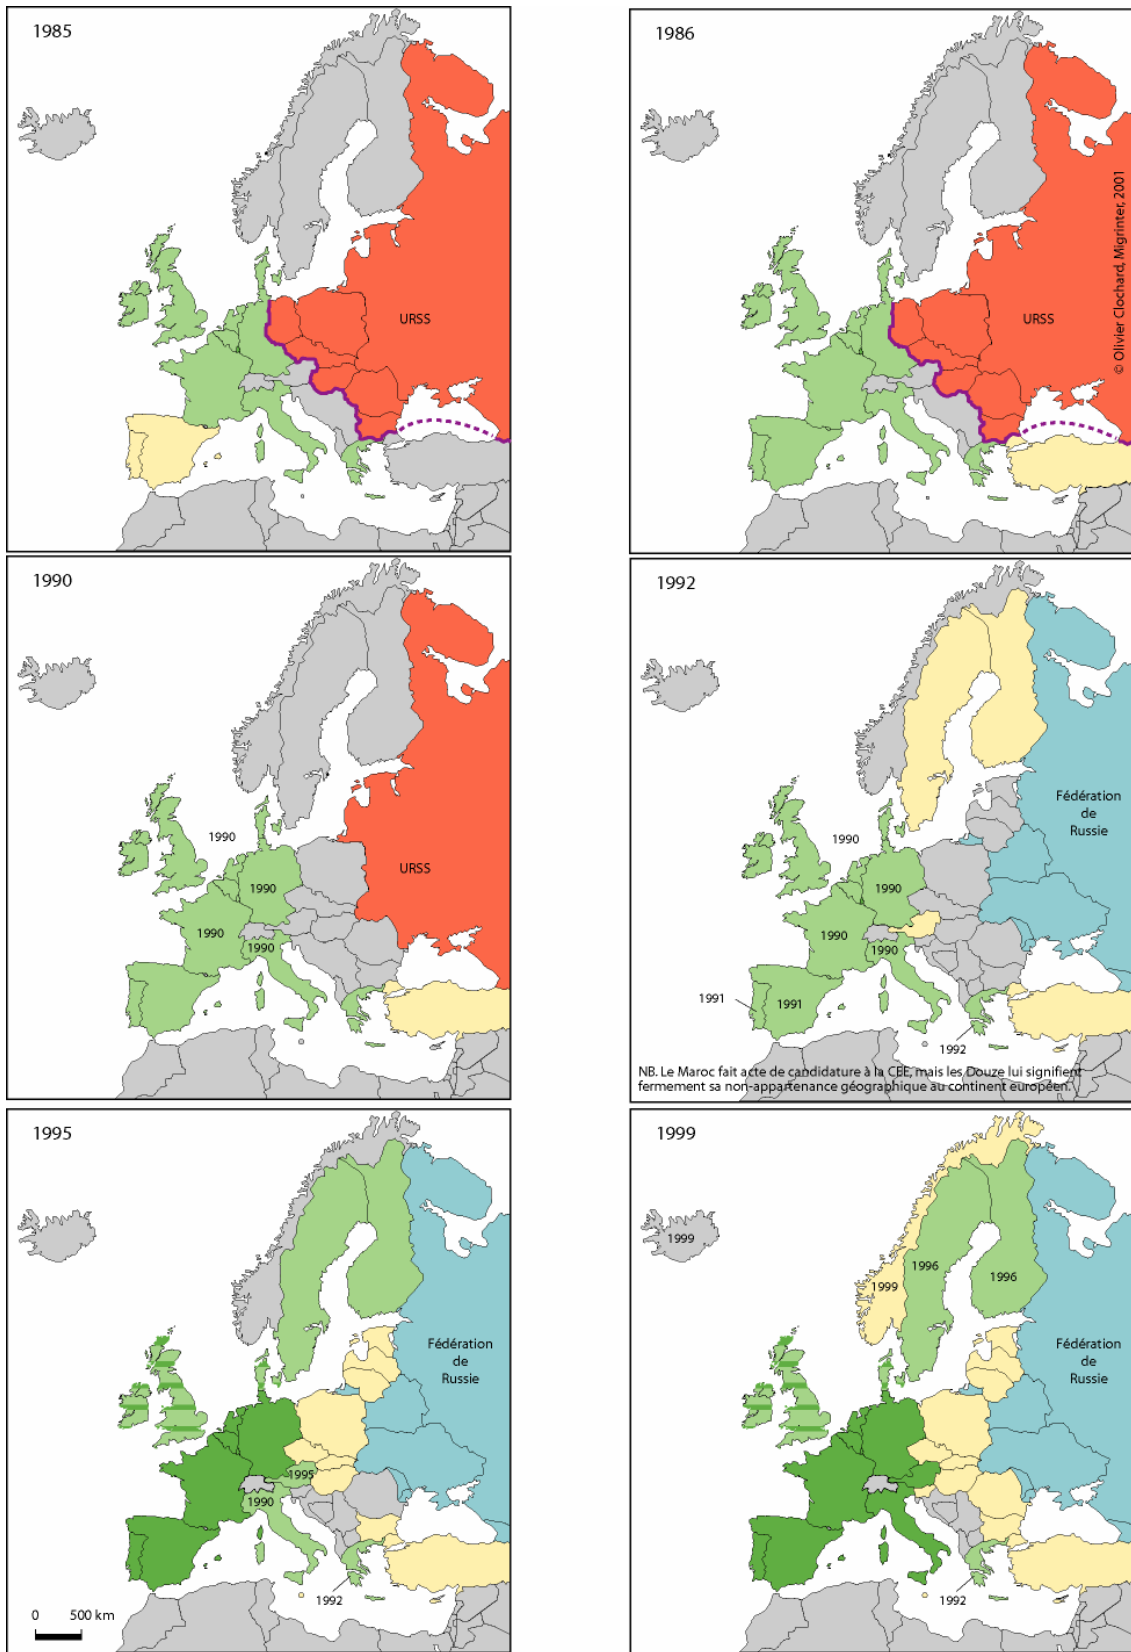 1985
URSS
1986
URSS
© Olivier Clochard, Migrinter, 2001
1990
1990
1990
1990
1990
URSS
1992
Fédération
de
Russie
1990
1990
1990
1990
1991
1991
1992
NB. Le Maroc fait acte de candidature à la CEE, mais les Douze lui signifient
fermement sa non-appartenance géographique au continent européen.
1995
Fédération
de
Russie
1995
1990
1992
0 500 km
1999
1999
1999
1996
1996
Fédération
de
Russie
1992